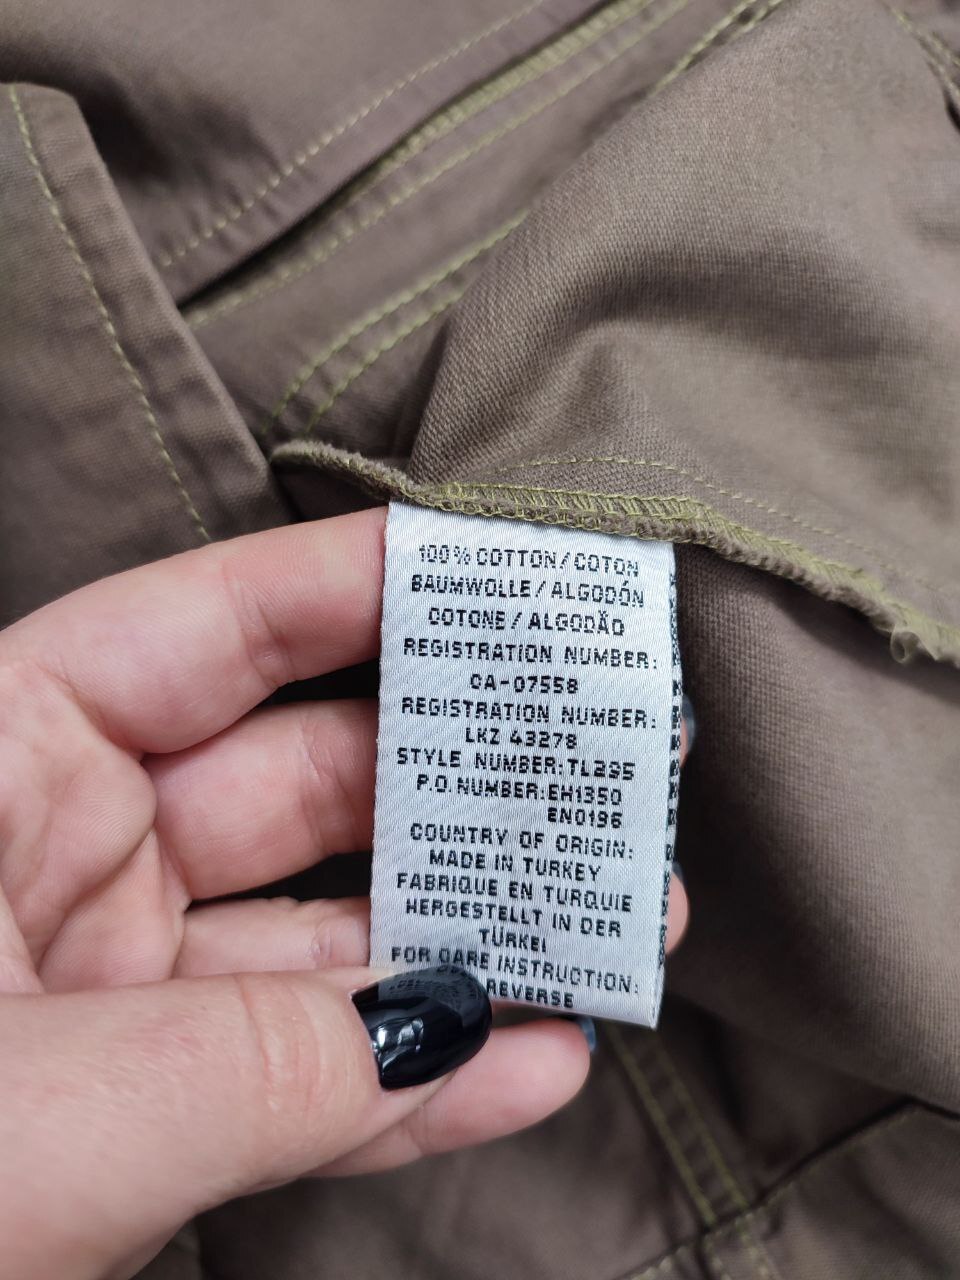 100% COTTON/COTON
BAUMWOLLE/ALGODÓN
COTONE/ALGODÃO
REGISTRATION NUMBER:
CA-07558
REGISTRATION NUMBER:
LKZ 43278
STYLE NUMBER:TL295
P.O.NUMBER:EH1350
EN0196
COUNTRY OF ORIGIN:
MADE IN TURKEY
FABRIQUE EN TURQUIE
HERGESTELLT IN DER
TÜRKEI
FOR CARE INSTRUCTION:
REVERSE